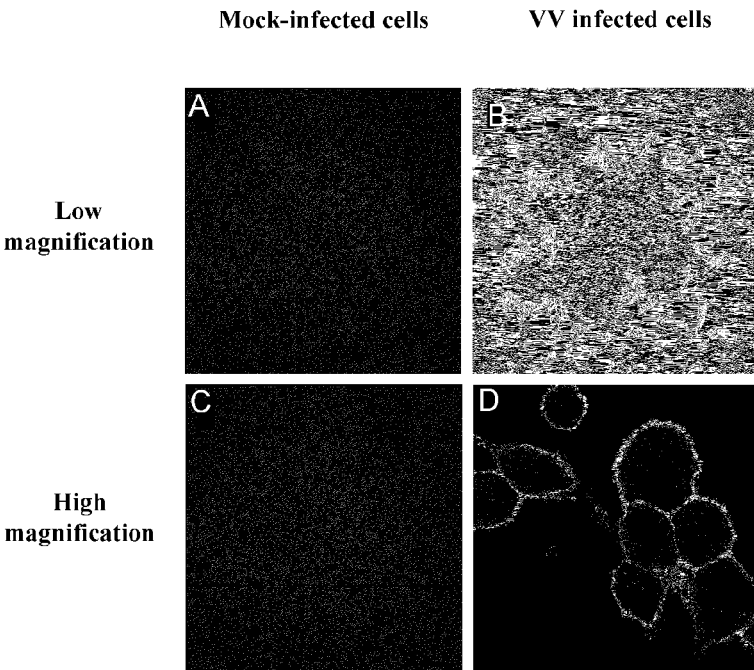 Mock-infected cells
VV infected cells
A
B
Low
magnification
C
D
High
magnification